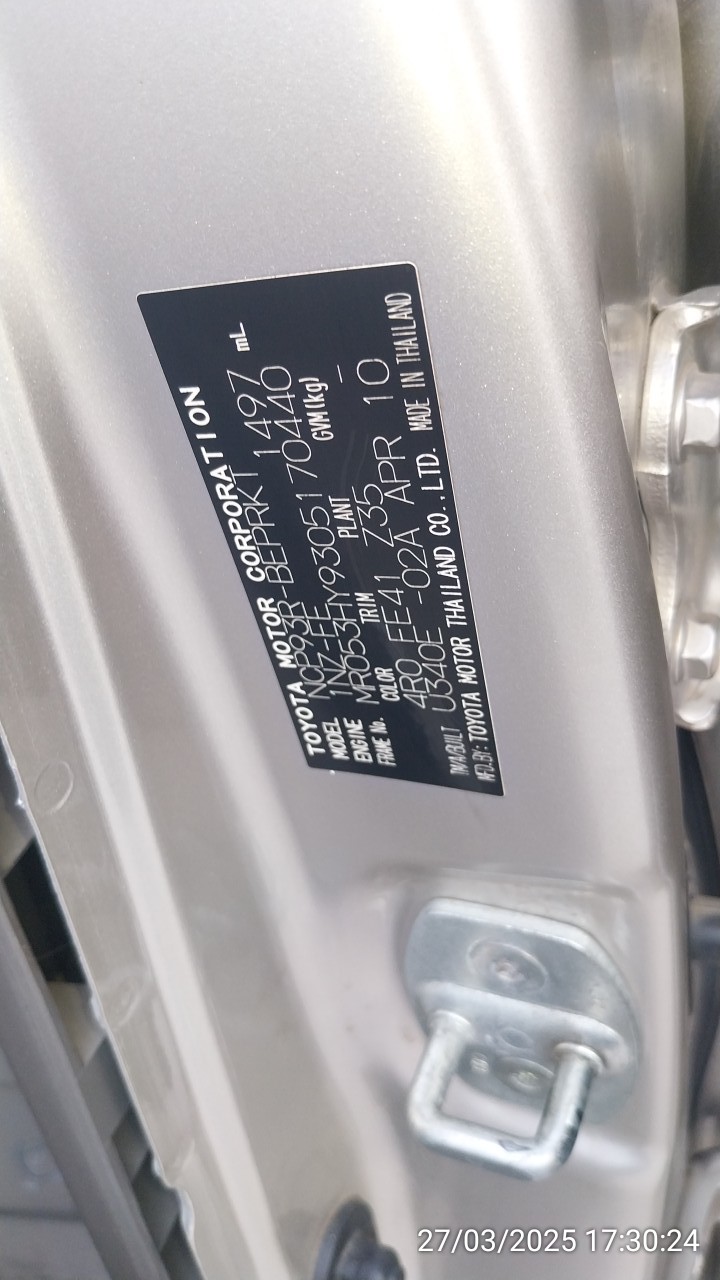 TOYOTA MOTOR CORPORATION
MODEL NCP93R-BEPRKT 1497 mL
ENGINE 1NZ-FE
FRAME No. MR053HY9305170440
COLOR TRIM PLANT GVM(kg)
4R0 FE41 Z35 –
U340E -02A APR 10
TMA BUILT
MFD.BY: TOYOTA MOTOR THAILAND CO.,LTD. MADE IN THAILAND
27/03/2025 17:30:24